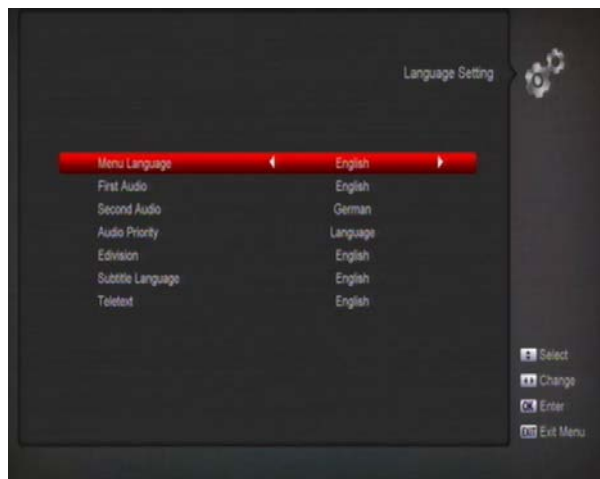 Language Setting
Menu Language English
First Audio English
Second Audio German
Audio Priority Language
Edivision English
Subtitle Language English
Teletext English
Select
Change
OK Enter
EXIT Exit Menu